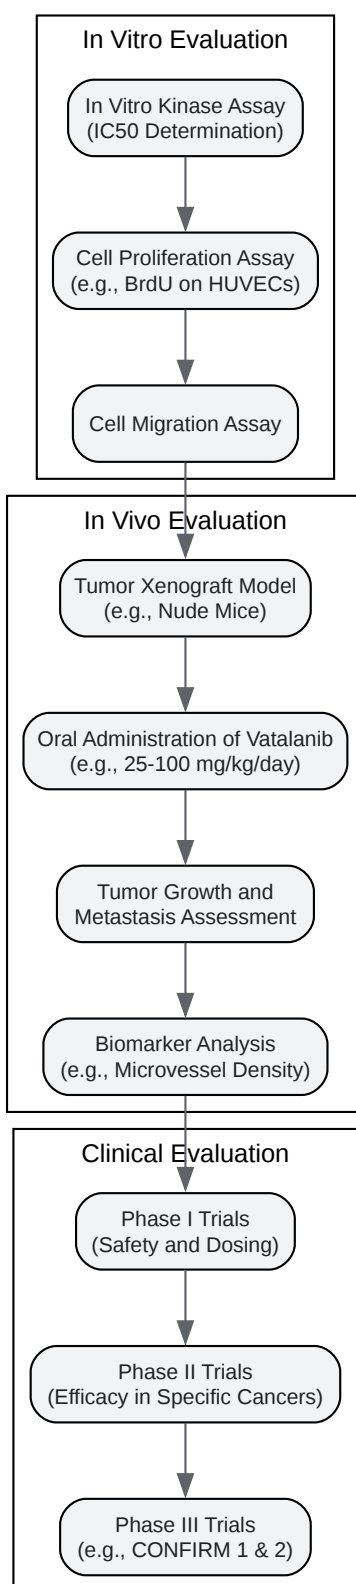 In Vitro Evaluation
In Vitro Kinase Assay
(IC50 Determination)
Cell Proliferation Assay
(e.g., BrdU on HUVECs)
Cell Migration Assay
In Vivo Evaluation
Tumor Xenograft Model
(e.g., Nude Mice)
Oral Administration of Vatalanib
(e.g., 25-100 mg/kg/day)
Tumor Growth and
Metastasis Assessment
Biomarker Analysis
(e.g., Microvessel Density)
Clinical Evaluation
Phase I Trials
(Safety and Dosing)
Phase II Trials
(Efficacy in Specific Cancers)
Phase III Trials
(e.g., CONFIRM 1 & 2)